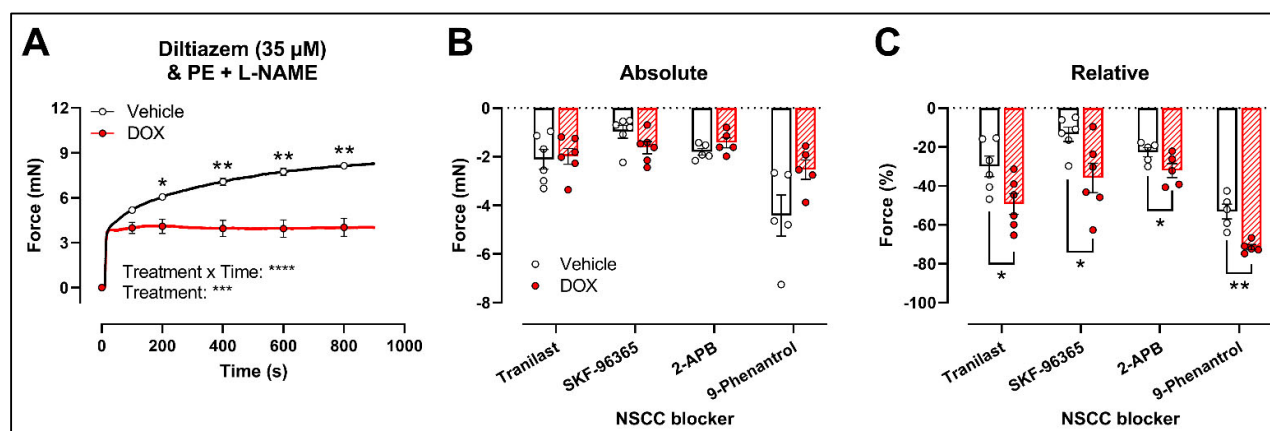 A
Diltiazem (35 µM)
& PE + L-NAME
Force (mN)
12
9
6
3
0
Vehicle
DOX
*
**
**
**
Treatment x Time: ****
Treatment: ***
0
200
400
600
800
1000
Time (s)
B
Absolute
Force (mN)
0
-2
-4
-6
-8
Vehicle
DOX
Tranilast
SKF-96365
2-APB
9-Phenantrol
NSCC blocker
C
Relative
Force (%)
0
-20
-40
-60
-80
-100
*
*
*
**
Tranilast
SKF-96365
2-APB
9-Phenantrol
NSCC blocker